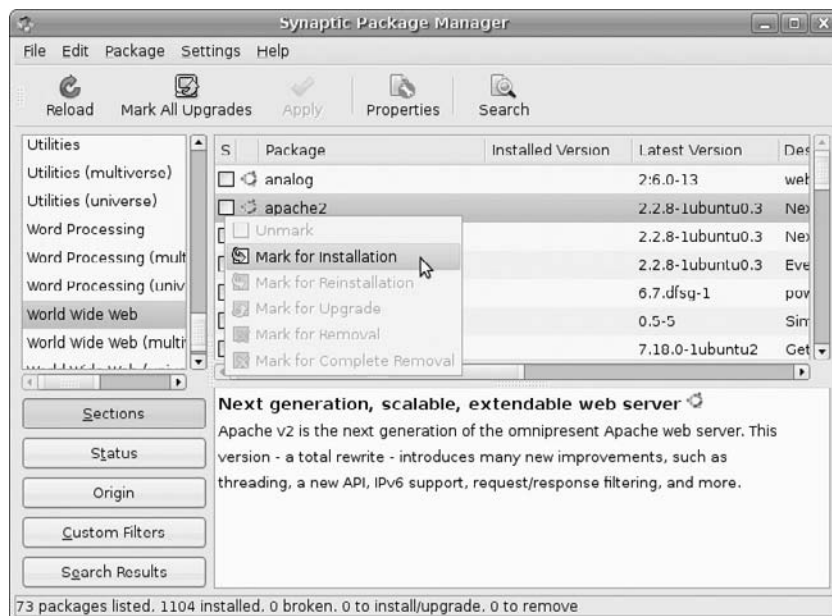 Synaptic Package Manager
File Edit Package Settings Help
Reload Mark All Upgrades Apply Properties Search
Utilities
Utilities (multiverse)
Utilities (universe)
Word Processing
Word Processing (mult
Word Processing (univ
World Wide Web
World Wide Web (multi
S Package Installed Version Latest Version Des
analog 2:6.0-13 web
apache2 2.2.8-1ubuntu0.3 Nex
2.2.8-1ubuntu0.3 Nex
2.2.8-1ubuntu0.3 Eve
6.7.dfsg-1 pow
0.5-5 Sim
7.18.0-1ubuntu2 Get
Unmark
Mark for Installation
Mark for Reinstallation
Mark for Upgrade
Mark for Removal
Mark for Complete Removal
Sections
Status
Origin
Custom Filters
Search Results
Next generation, scalable, extendable web server
Apache v2 is the next generation of the omnipresent Apache web server. This
version - a total rewrite - introduces many new improvements, such as
threading, a new API, IPv6 support, request/response filtering, and more.
73 packages listed. 1104 installed. 0 broken. 0 to install/upgrade. 0 to remove